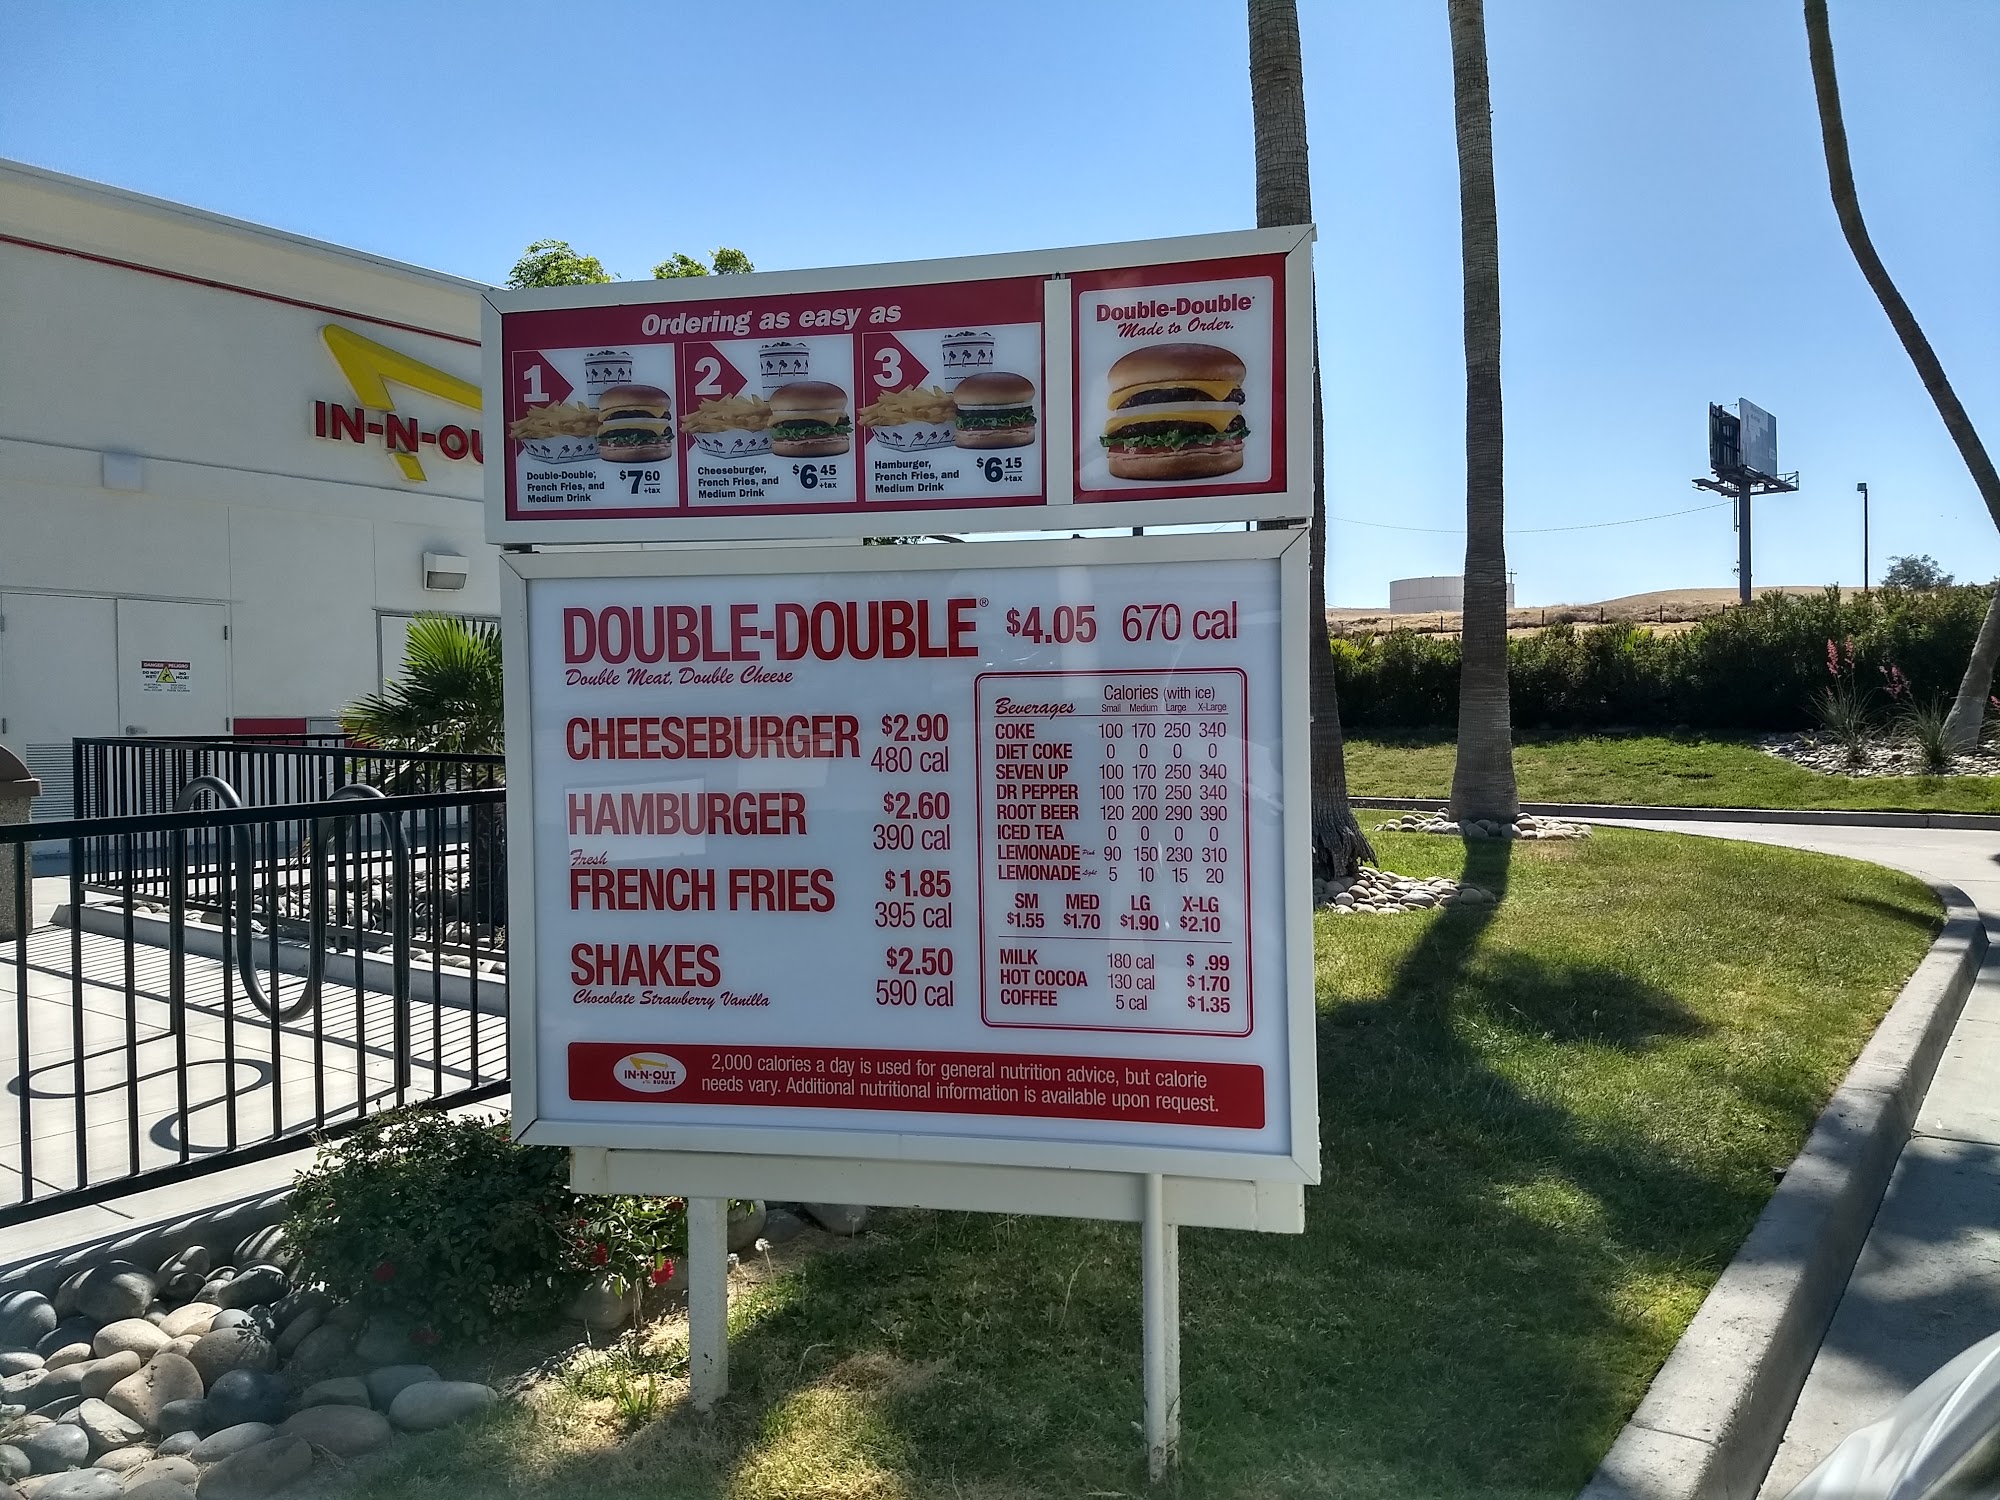 IN-N-OU
Ordering as easy as
1
Double-Double,
French Fries, and
Medium Drink
$7 60
+tax
2
Cheeseburger,
French Fries, and
Medium Drink
$6 45
+tax
3
Hamburger,
French Fries, and
Medium Drink
$6 15
+tax
Double-Double
Made to Order.
DOUBLE-DOUBLE® $4.05 670 cal
Double Meat, Double Cheese
CHEESEBURGER $2.90
480 cal
HAMBURGER $2.60
390 cal
Fresh
FRENCH FRIES $1.85
395 cal
SHAKES $2.50
590 cal
Chocolate Strawberry Vanilla
Beverages Calories (with ice)
Small Medium Large X-Large
COKE 100 170 250 340
DIET COKE 0 0 0 0
SEVEN UP 100 170 250 340
DR PEPPER 100 170 250 340
ROOT BEER 120 200 290 390
ICED TEA 0 0 0 0
LEMONADE Pink 90 150 230 310
LEMONADE Light 5 10 15 20
SM MED LG X-LG
$1.55 $1.70 $1.90 $2.10
MILK 180 cal $ .99
HOT COCOA 130 cal $1.70
COFFEE 5 cal $1.35
IN-N-OUT
BURGER
2,000 calories a day is used for general nutrition advice, but calorie
needs vary. Additional nutritional information is available upon request.
DANGER PELIGRO